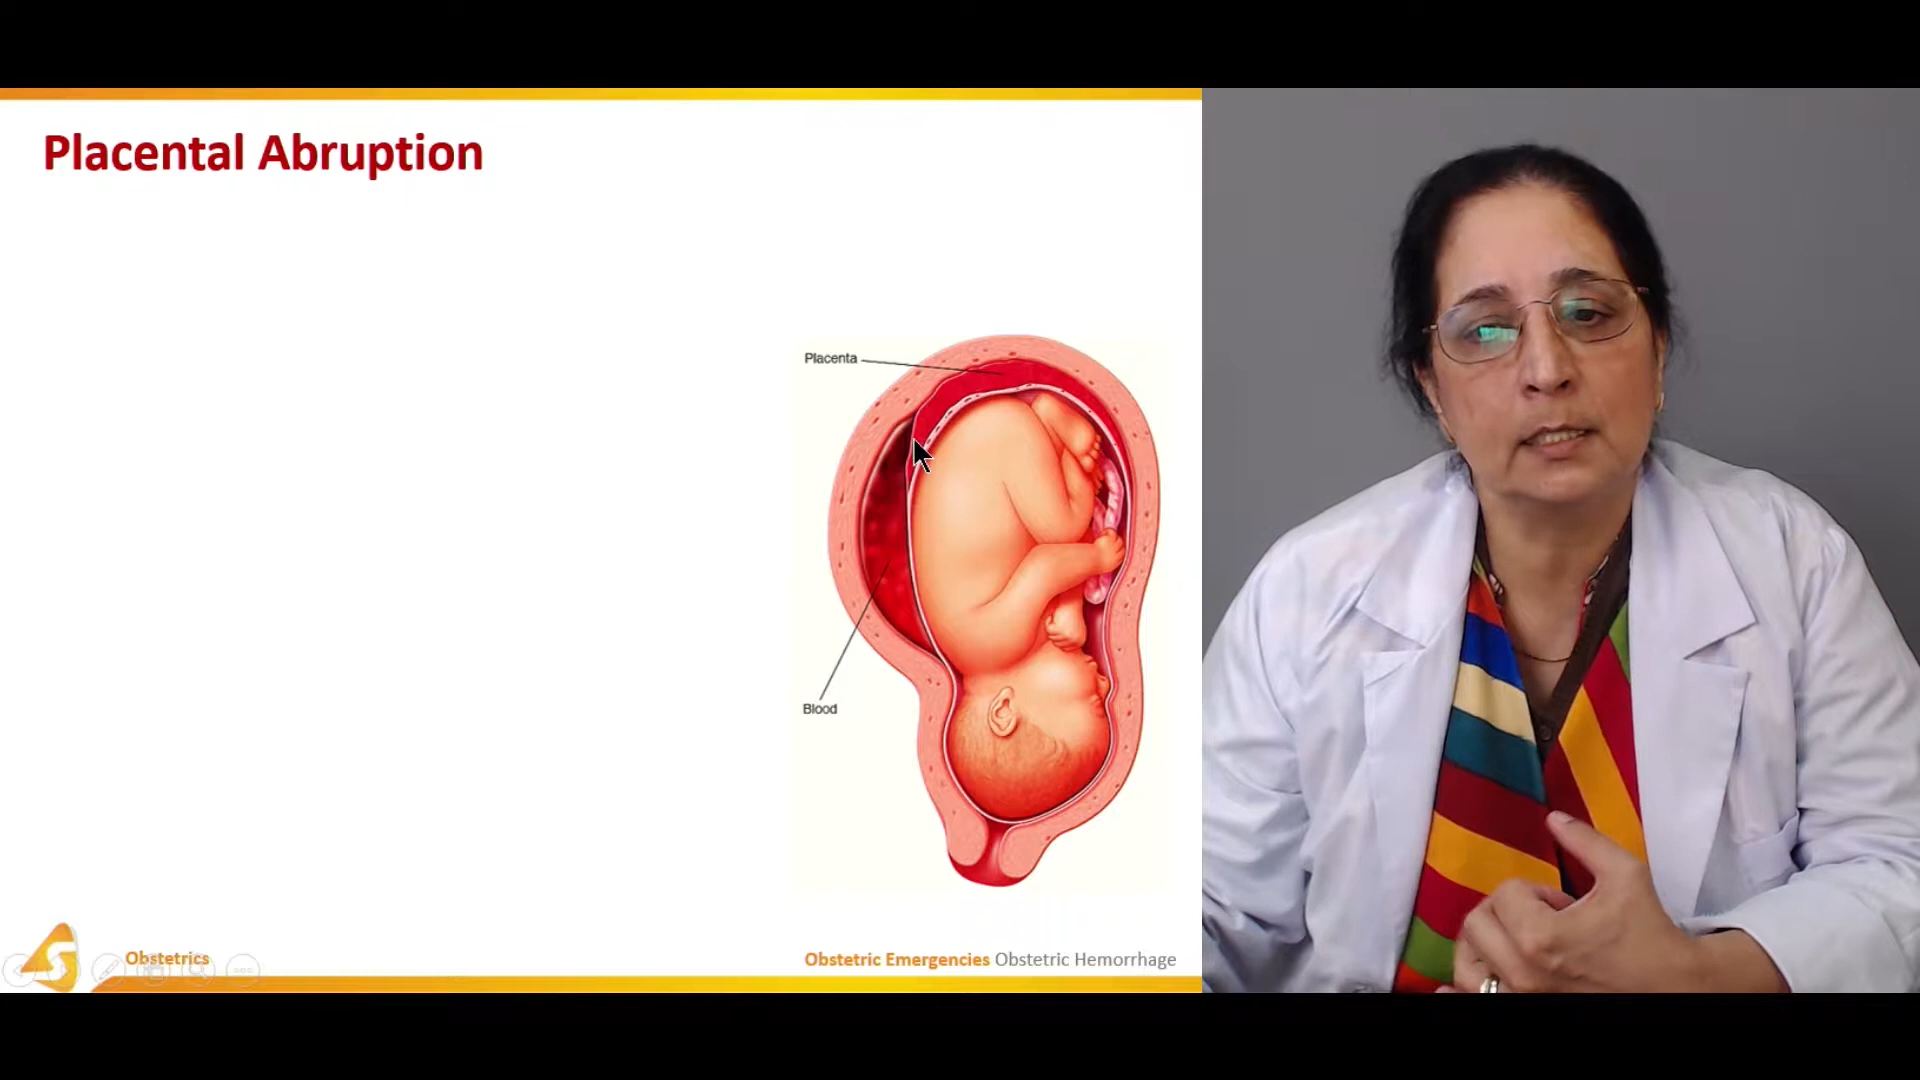 Placental Abruption
Placenta
Blood
Obstetrics
Obstetric Emergencies Obstetric Hemorrhage